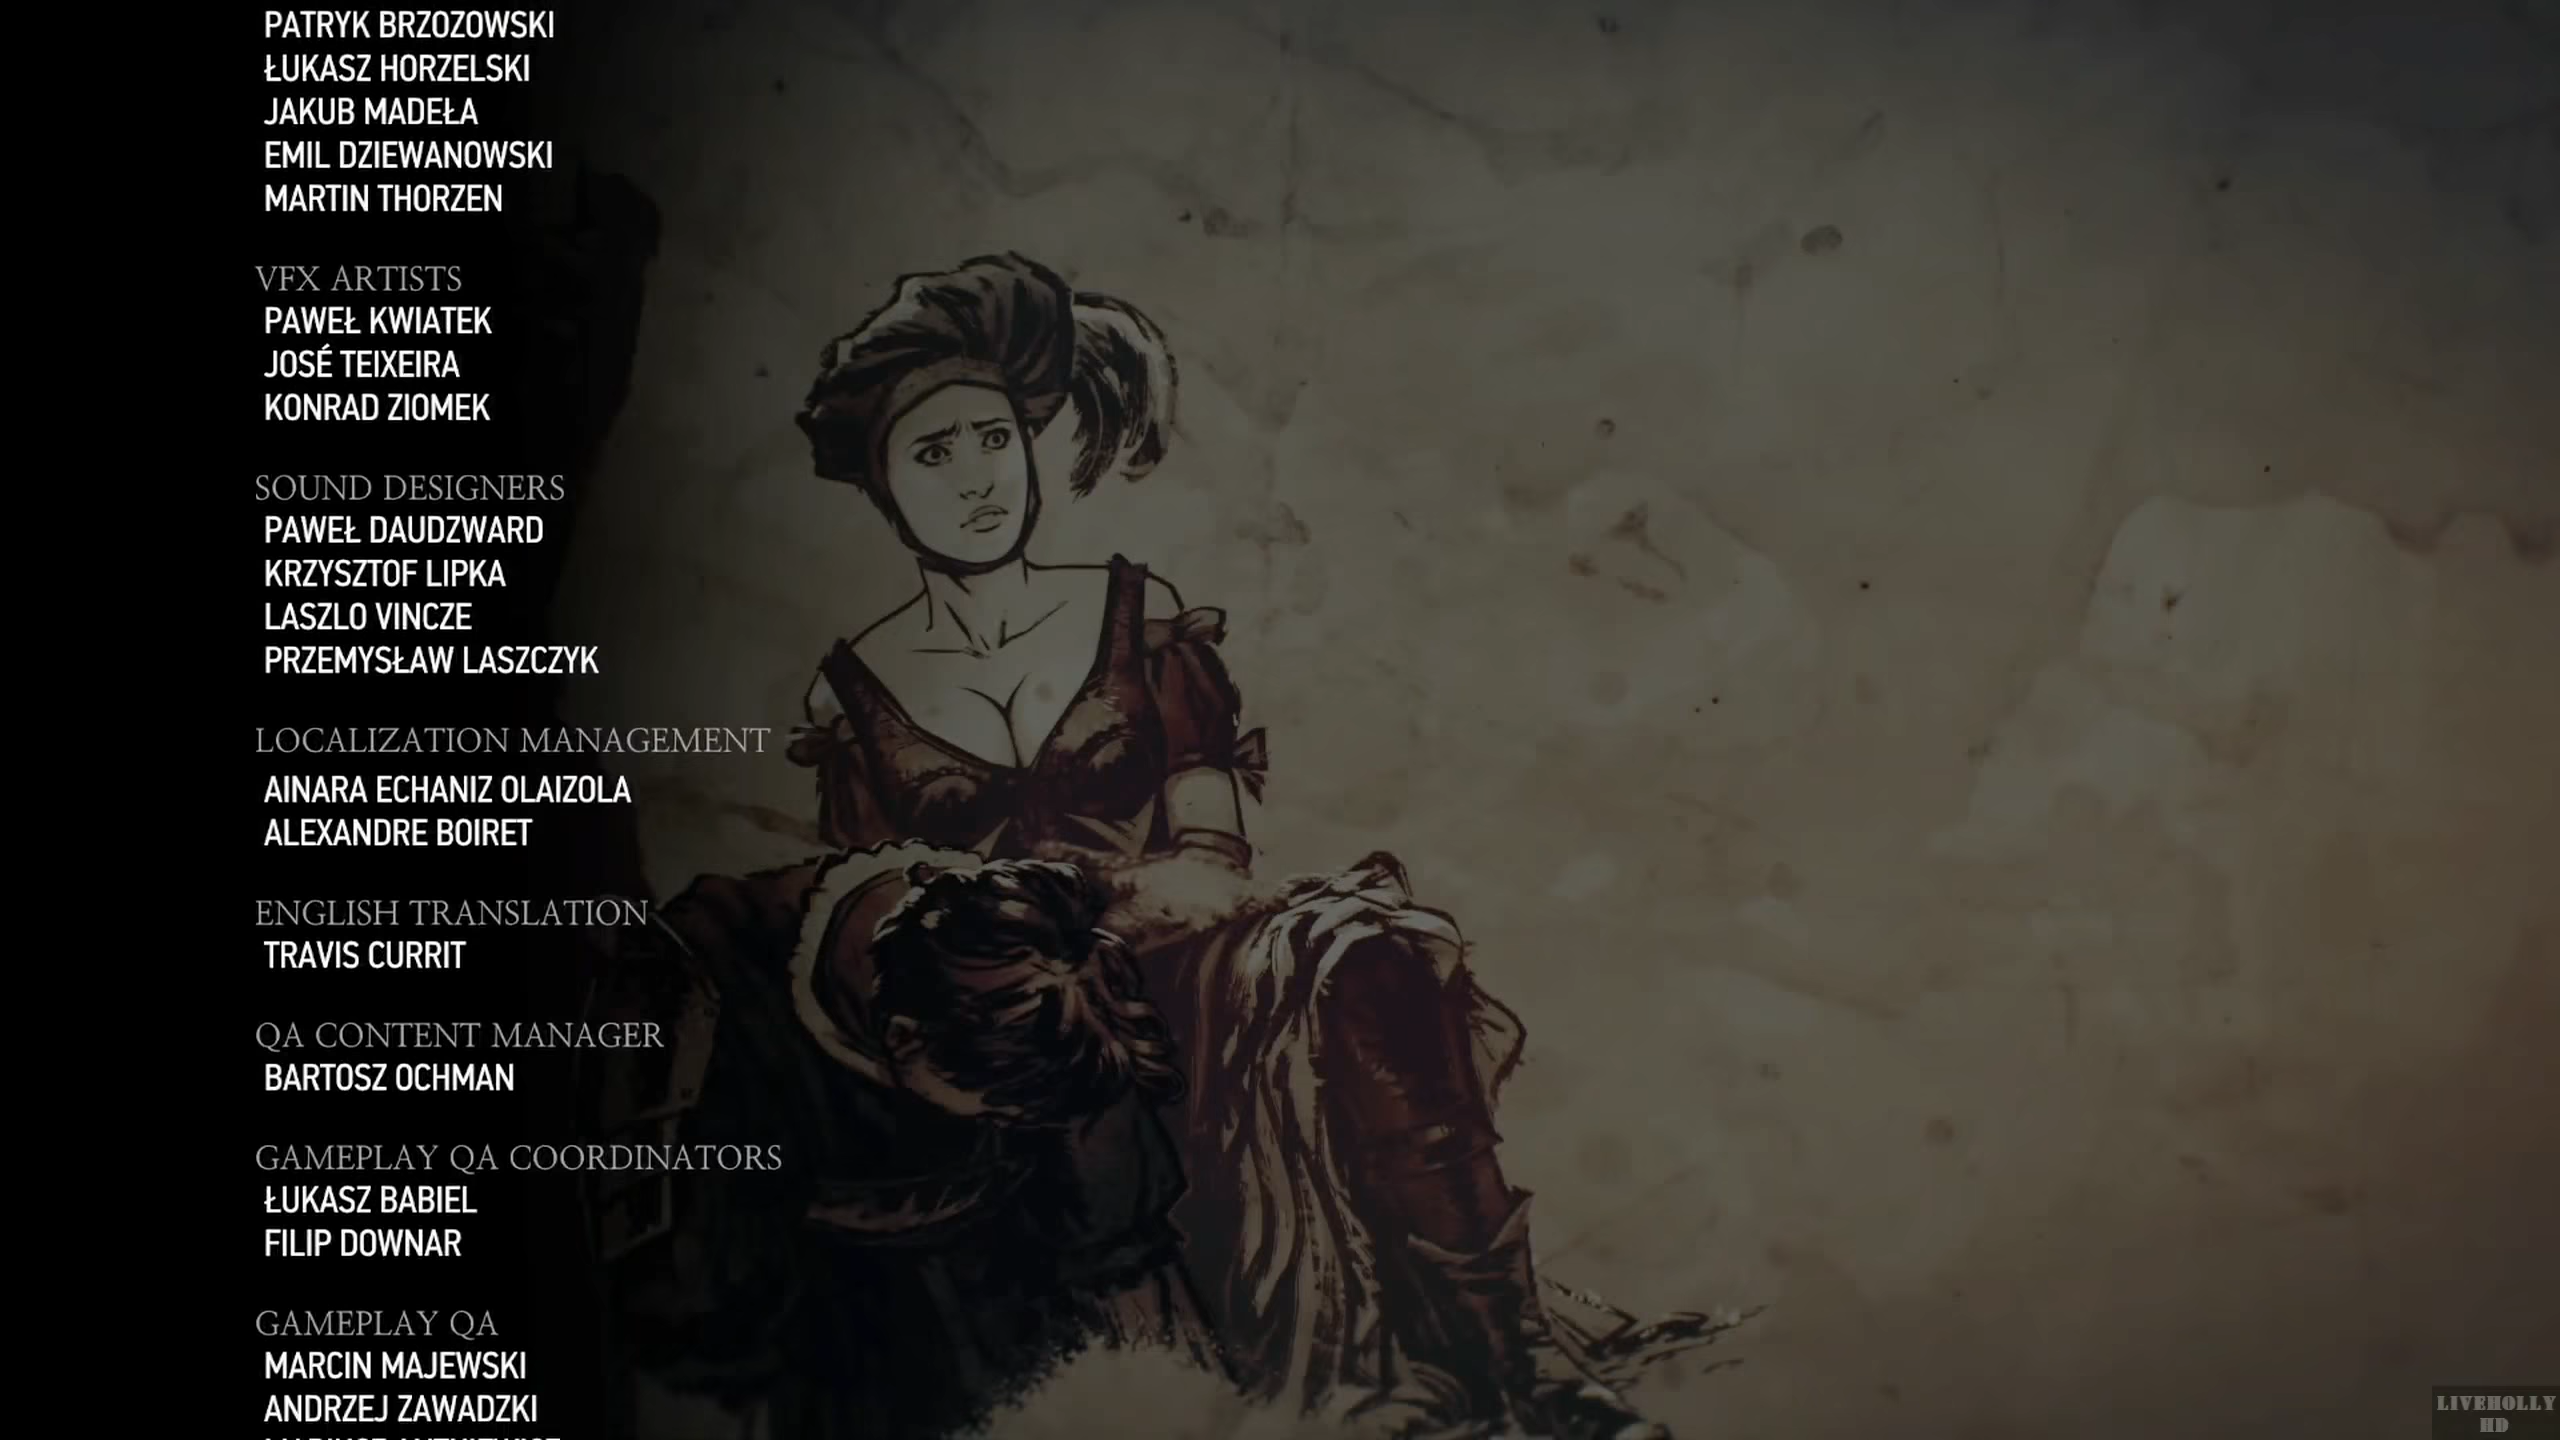 PATRYK BRZOZOWSKI
ŁUKASZ HORZELSKI
JAKUB MADEŁA
EMIL DZIEWANOWSKI
MARTIN THORZEN
VFX ARTISTS
PAWEŁ KWIATEK
JOSÉ TEIXEIRA
KONRAD ZIOMEK
SOUND DESIGNERS
PAWEŁ DAUDZWARD
KRZYSZTOF LIPKA
LASZLO VINCZE
PRZEMYSŁAW LASZCZYK
LOCALIZATION MANAGEMENT
AINARA ECHANIZ OLAIZOLA
ALEXANDRE BOIRET
ENGLISH TRANSLATION
TRAVIS CURRIT
QA CONTENT MANAGER
BARTOSZ OCHMAN
GAMEPLAY QA COORDINATORS
ŁUKASZ BABIEL
FILIP DOWNAR
GAMEPLAY QA
MARCIN MAJEWSKI
ANDRZEJ ZAWADZKI
LIVEHOLLY
HD